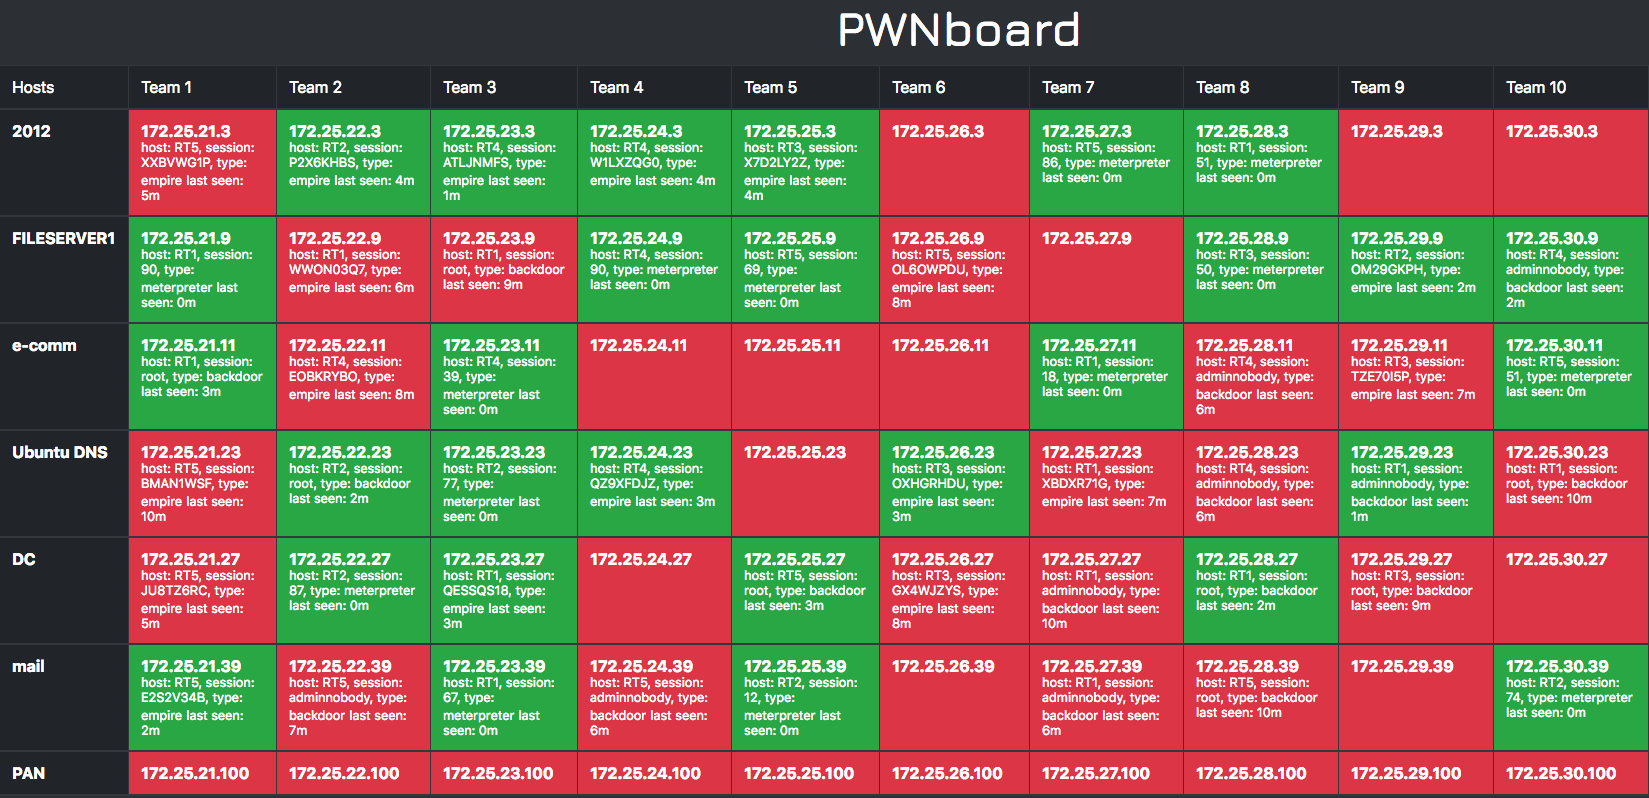 PWNboard
Hosts
Team 1
Team 2
Team 3
Team 4
Team 5
Team 6
Team 7
Team 8
Team 9
Team 10
2012
172.25.21.3
host: RT5, session:
XXBVWG1P, type:
empire last seen:
5m
172.25.22.3
host: RT2, session:
P2X6KHBS, type:
empire last seen: 4m
172.25.23.3
host: RT4, session:
ATLJNMFS, type:
empire last seen:
1m
172.25.24.3
host: RT4, session:
W1LXZQG0, type:
empire last seen: 4m
172.25.25.3
host: RT3, session:
X7D2LY2Z, type:
empire last seen:
4m
172.25.26.3
172.25.27.3
host: RT5, session:
86, type: meterpreter
last seen: 0m
172.25.28.3
host: RT1, session:
51, type: meterpreter
last seen: 0m
172.25.29.3
172.25.30.3
FILESERVER1
172.25.21.9
host: RT1, session:
90, type:
meterpreter last
seen: 0m
172.25.22.9
host: RT1, session:
WWON03Q7, type:
empire last seen: 6m
172.25.23.9
host: RT1, session:
root, type: backdoor
last seen: 9m
172.25.24.9
host: RT4, session:
90, type: meterpreter
last seen: 0m
172.25.25.9
host: RT5, session:
69, type:
meterpreter last
seen: 0m
172.25.26.9
host: RT5, session:
OL6OWPDU, type:
empire last seen:
8m
172.25.27.9
172.25.28.9
host: RT3, session:
50, type: meterpreter
last seen: 0m
172.25.29.9
host: RT2, session:
OM29GKPH, type:
empire last seen: 2m
172.25.30.9
host: RT4, session:
adminnobody, type:
backdoor last seen:
2m
e-comm
172.25.21.11
host: RT1, session:
root, type: backdoor
last seen: 3m
172.25.22.11
host: RT4, session:
EOBKRYBO, type:
empire last seen: 8m
172.25.23.11
host: RT4, session:
39, type:
meterpreter last
seen: 0m
172.25.24.11
172.25.25.11
172.25.26.11
172.25.27.11
host: RT1, session:
18, type: meterpreter
last seen: 0m
172.25.28.11
host: RT4, session:
adminnobody, type:
backdoor last seen:
6m
172.25.29.11
host: RT3, session:
TZE70I5P, type:
empire last seen: 7m
172.25.30.11
host: RT5, session:
51, type: meterpreter
last seen: 0m
Ubuntu DNS
172.25.21.23
host: RT5, session:
BMAN1WSF, type:
empire last seen:
10m
172.25.22.23
host: RT2, session:
root, type: backdoor
last seen: 2m
172.25.23.23
host: RT2, session:
77, type:
meterpreter last
seen: 0m
172.25.24.23
host: RT4, session:
QZ9XFDJZ, type:
empire last seen: 3m
172.25.25.23
172.25.26.23
host: RT3, session:
OXHGRHDU, type:
empire last seen:
3m
172.25.27.23
host: RT1, session:
XBDXR71G, type:
empire last seen: 7m
172.25.28.23
host: RT4, session:
adminnobody, type:
backdoor last seen:
6m
172.25.29.23
host: RT1, session:
adminnobody, type:
backdoor last seen:
1m
172.25.30.23
host: RT1, session:
root, type: backdoor
last seen: 10m
DC
172.25.21.27
host: RT5, session:
JU8TZ6RC, type:
empire last seen:
5m
172.25.22.27
host: RT2, session:
87, type: meterpreter
last seen: 0m
172.25.23.27
host: RT1, session:
QESSQS18, type:
empire last seen:
3m
172.25.24.27
172.25.25.27
host: RT5, session:
root, type: backdoor
last seen: 3m
172.25.26.27
host: RT3, session:
GX4WJZYS, type:
empire last seen:
8m
172.25.27.27
host: RT1, session:
adminnobody, type:
backdoor last seen:
10m
172.25.28.27
host: RT1, session:
root, type: backdoor
last seen: 2m
172.25.29.27
host: RT3, session:
root, type: backdoor
last seen: 9m
172.25.30.27
mail
172.25.21.39
host: RT5, session:
E2S2V34B, type:
empire last seen:
2m
172.25.22.39
host: RT5, session:
adminnobody, type:
backdoor last seen:
7m
172.25.23.39
host: RT1, session:
67, type:
meterpreter last
seen: 0m
172.25.24.39
host: RT5, session:
adminnobody, type:
backdoor last seen:
6m
172.25.25.39
host: RT2, session:
12, type:
meterpreter last
seen: 0m
172.25.26.39
172.25.27.39
host: RT1, session:
adminnobody, type:
backdoor last seen:
6m
172.25.28.39
host: RT5, session:
root, type: backdoor
last seen: 10m
172.25.29.39
172.25.30.39
host: RT2, session:
74, type: meterpreter
last seen: 0m
PAN
172.25.21.100
172.25.22.100
172.25.23.100
172.25.24.100
172.25.25.100
172.25.26.100
172.25.27.100
172.25.28.100
172.25.29.100
172.25.30.100